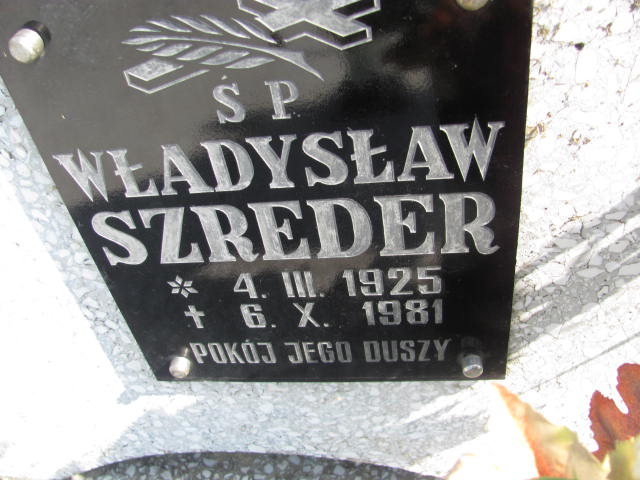 Ś P.
WŁADYSŁAW
SZREDER
* 4. III. 1925
† 6. X. 1981
POKÓJ JEGO DUSZY